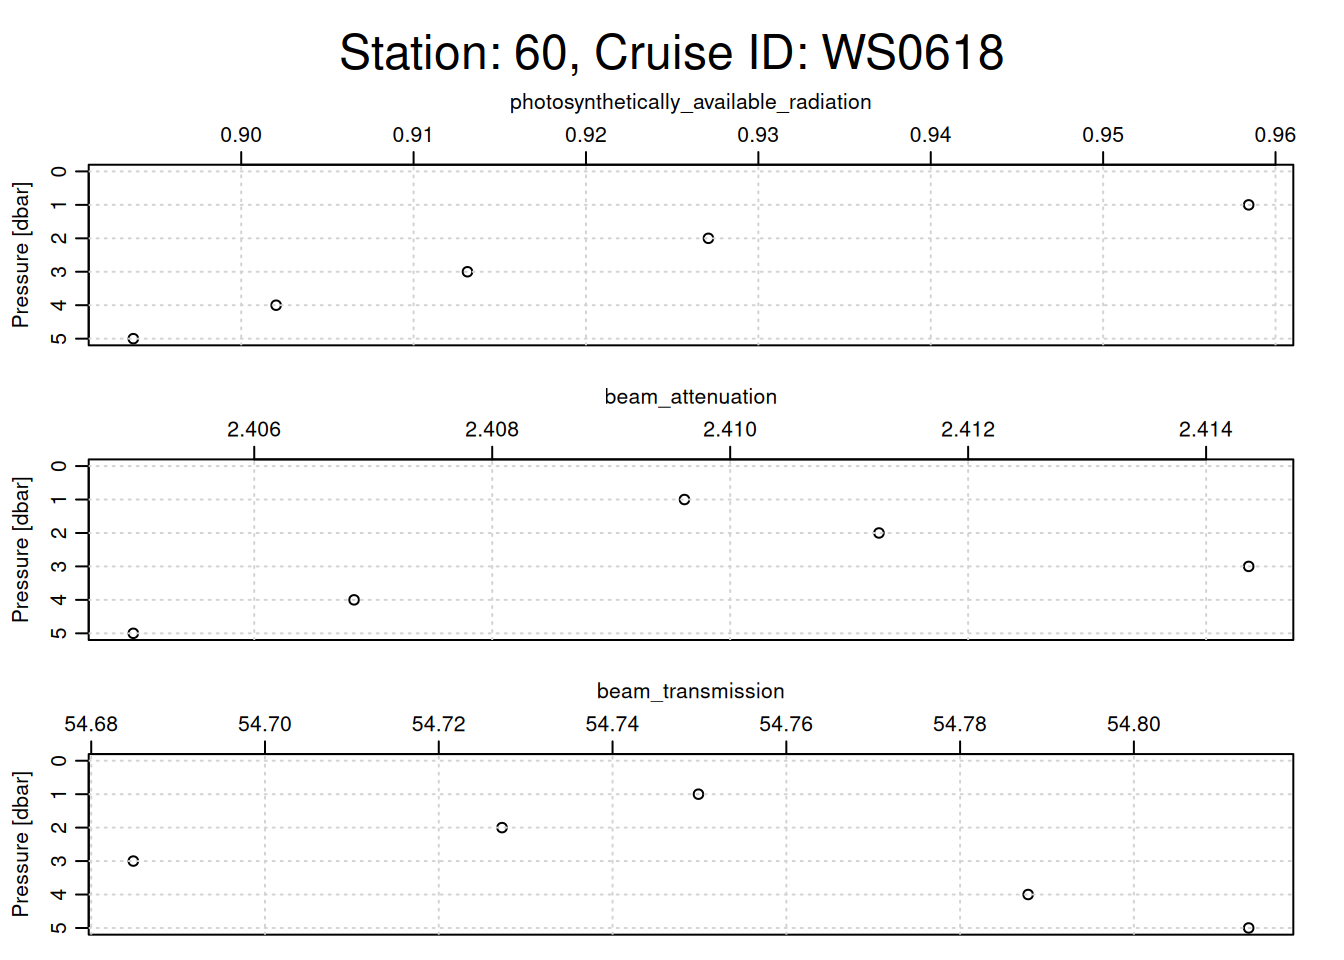 Station: 60, Cruise ID: WS0618
photosynthetically_available_radiation
0.90 0.91 0.92 0.93 0.94 0.95 0.96
Pressure [dbar]
0
1
2
3
4
5
beam_attenuation
2.406 2.408 2.410 2.412 2.414
Pressure [dbar]
0
1
2
3
4
5
beam_transmission
54.68 54.70 54.72 54.74 54.76 54.78 54.80
Pressure [dbar]
0
1
2
3
4
5